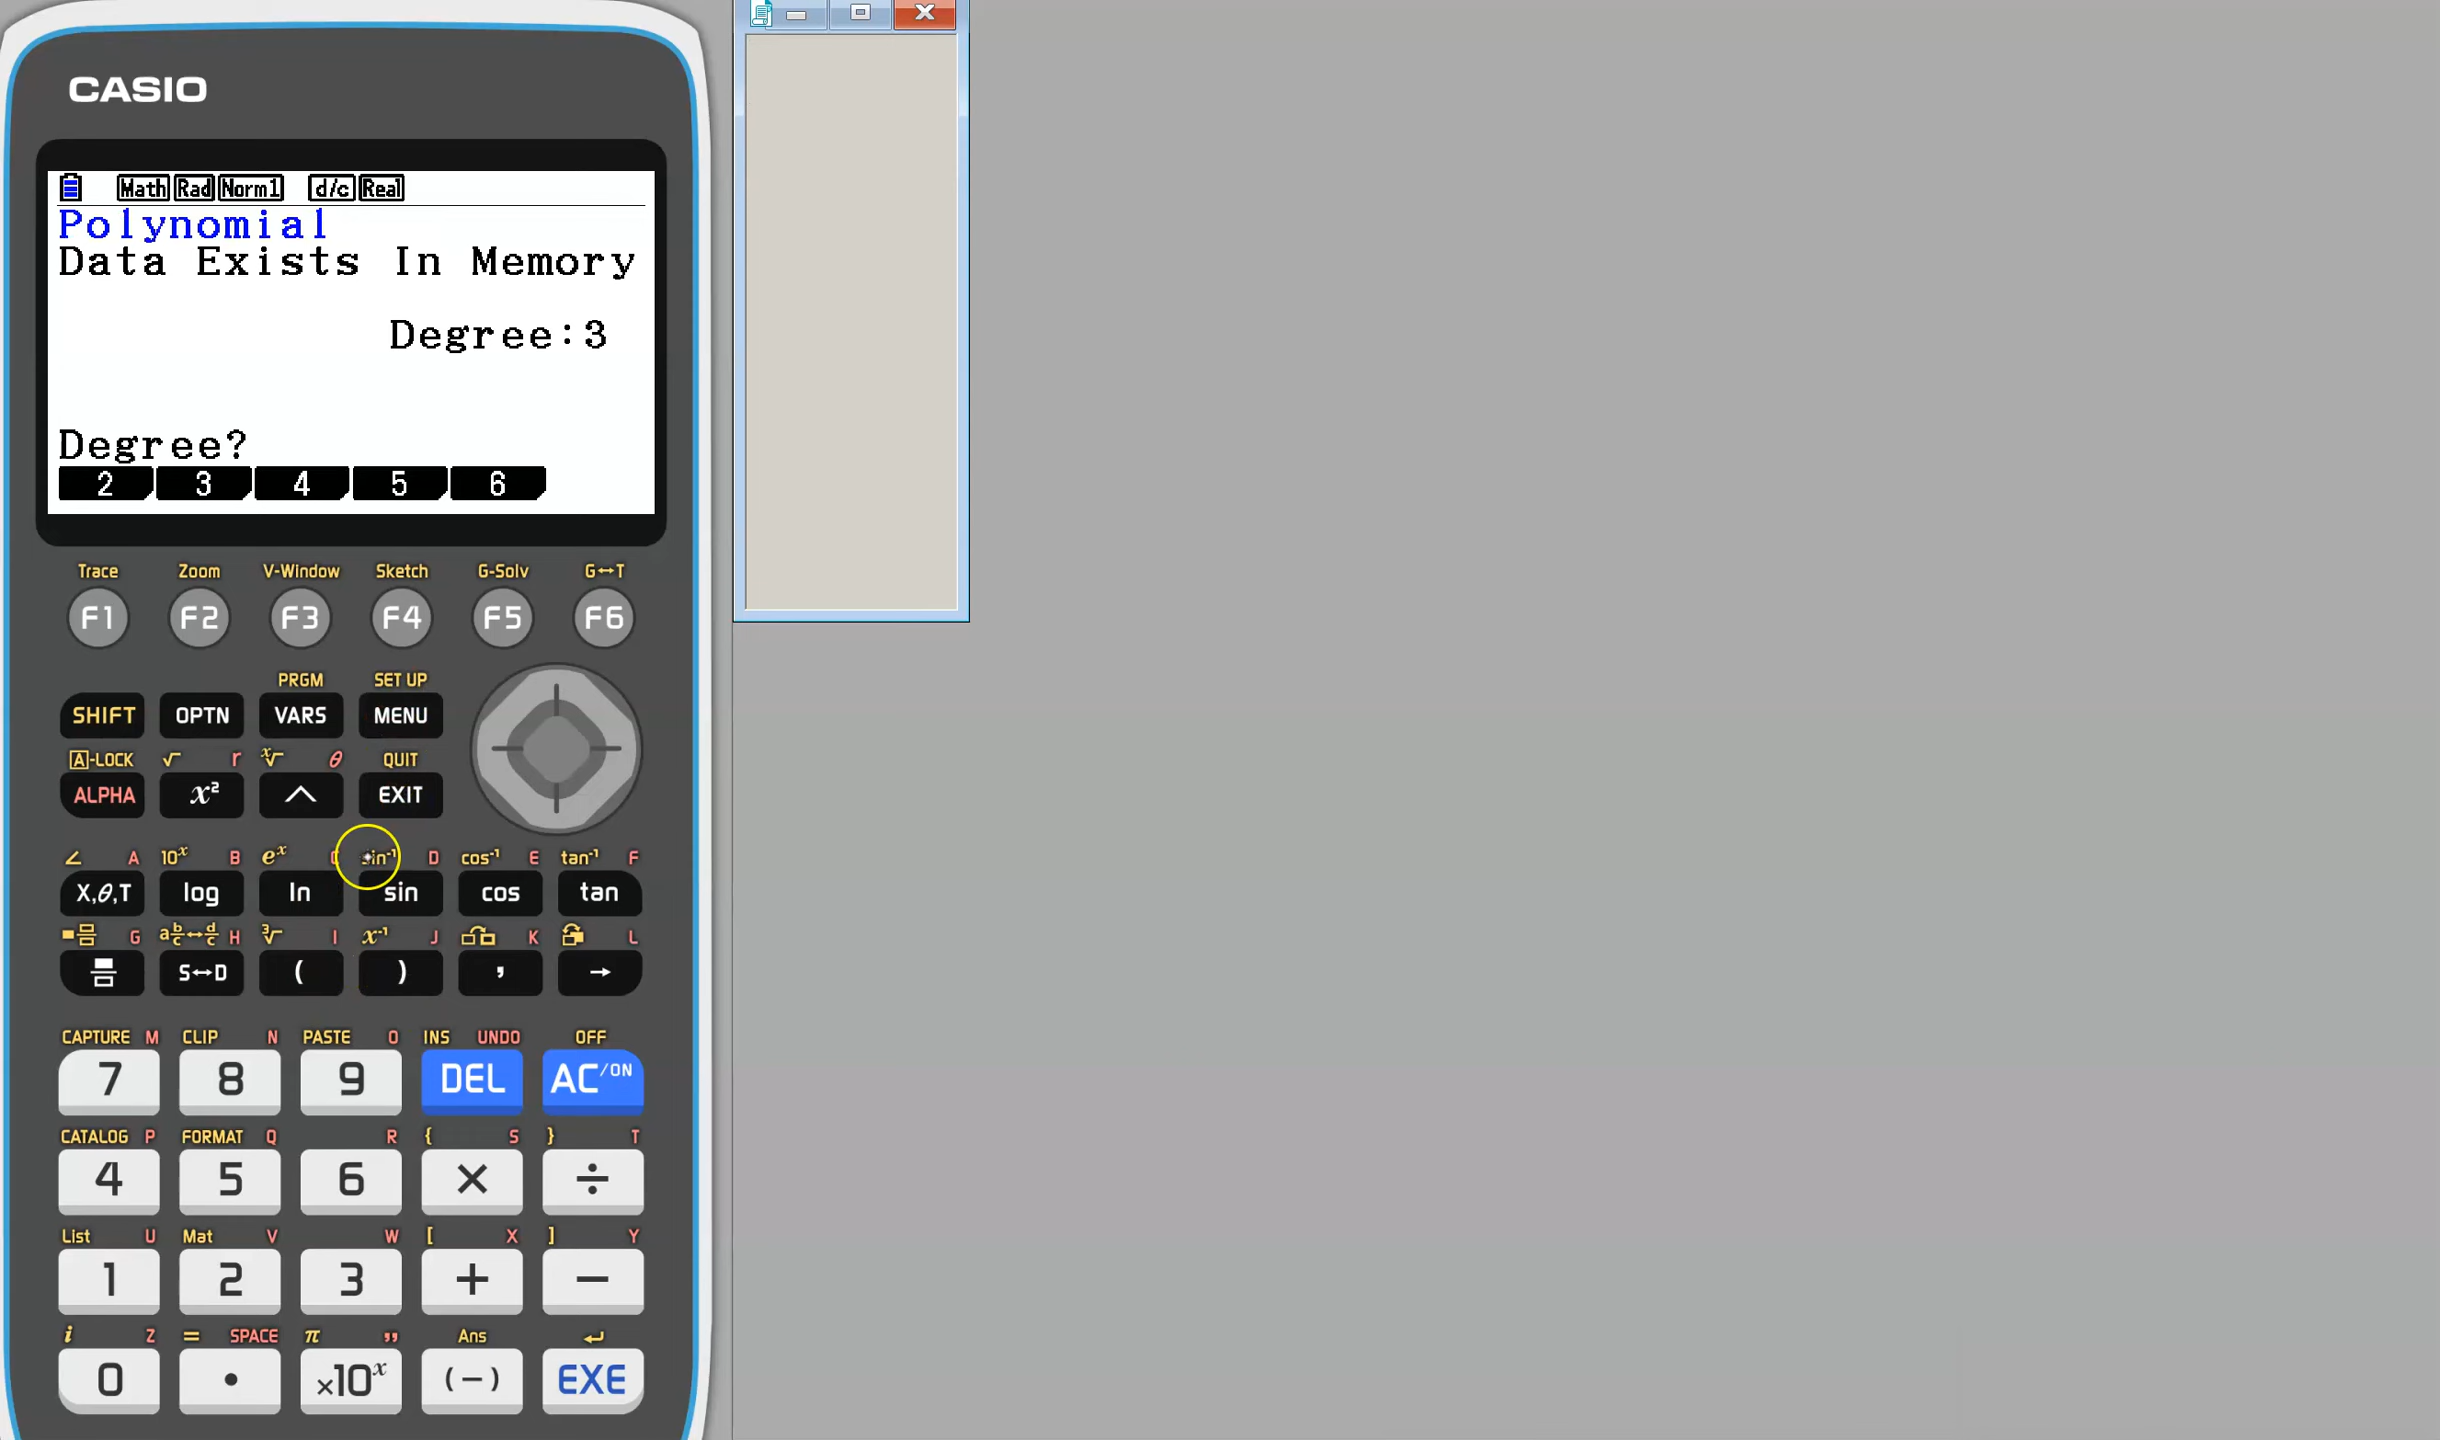 CASIO
Math Rad Norm1 d/c Real
Polynomial
Data Exists In Memory
Degree:3
Degree?
2 3 4 5 6
Trace Zoom V-Window Sketch G-Solv G↔T
F1 F2 F3 F4 F5 F6
PRGM SET UP
SHIFT OPTN VARS MENU
A-LOCK √ r ˣ√ θ QUIT
ALPHA x² ^ EXIT
∠ A 10ˣ B eˣ sin⁻¹ D cos⁻¹ E tan⁻¹ F
X,θ,T log ln sin cos tan
G a b/c↔d/c H ³√ I x⁻¹ J K L
S↔D ( ) , →
CAPTURE M CLIP N PASTE O INS UNDO OFF
7 8 9 DEL AC/ON
CATALOG P FORMAT Q R { S } T
4 5 6 × ÷
List U Mat V W [ X ] Y
1 2 3 + −
i Z = SPACE π " Ans ↵
0 • ×10ˣ (−) EXE